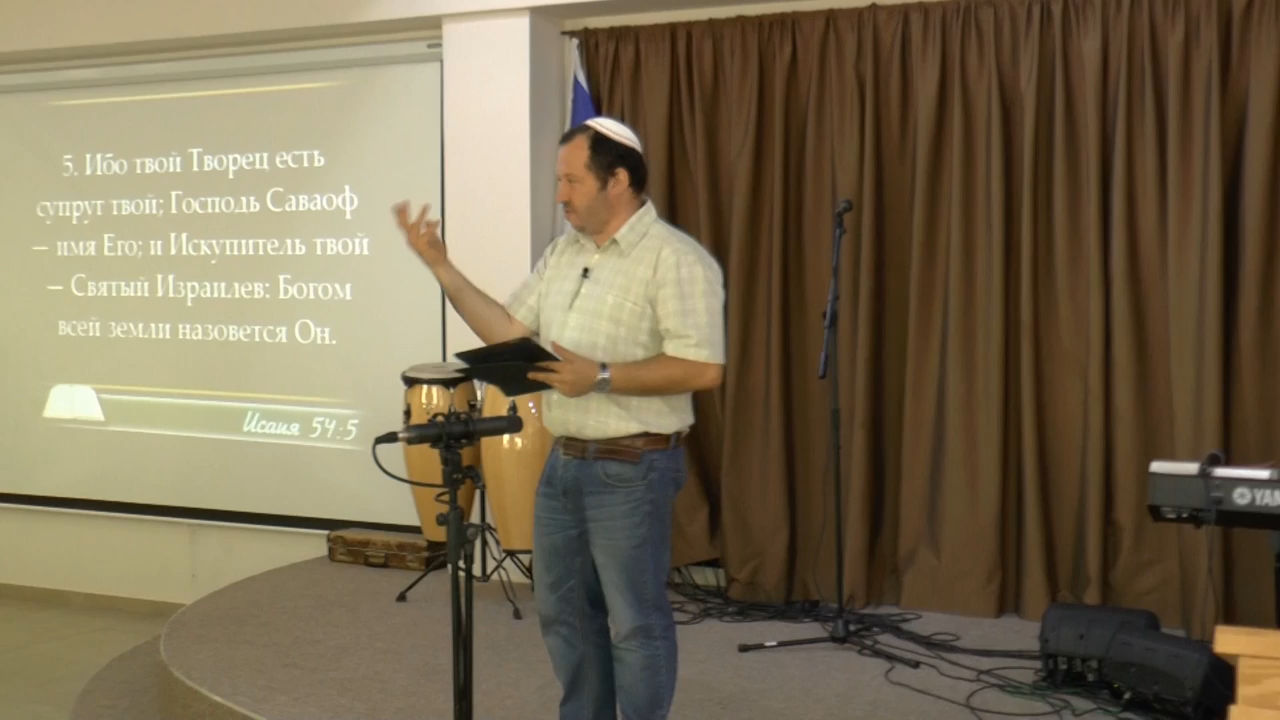 5. Ибо твой Творец есть
супруг твой; Господь Саваоф
– имя Его; и Искупитель твой
– Святый Израилев: Богом
всей земли назовется Он.
Исаия 54:5